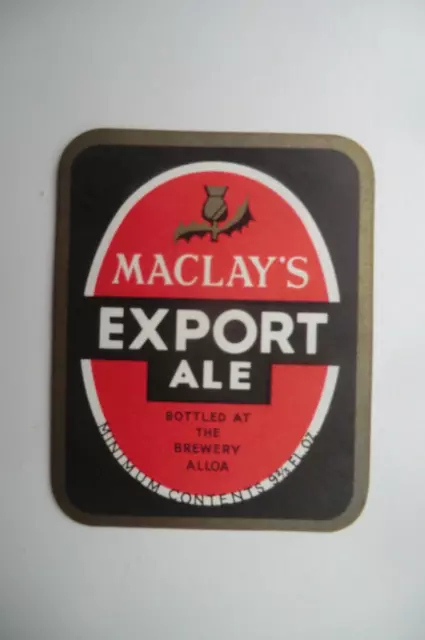 MACLAY'S
EXPORT
ALE
BOTTLED AT
THE
BREWERY
ALLOA
MINIMUM CONTENTS 9⅔ FL. OZ.